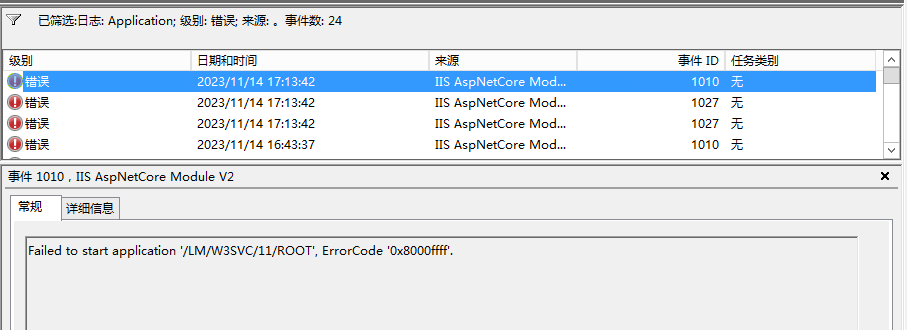 已筛选:日志: Application; 级别: 错误; 来源: 。事件数: 24
级别 日期和时间 来源 事件 ID 任务类别
错误 2023/11/14 17:13:42 IIS AspNetCore Mod... 1010 无
错误 2023/11/14 17:13:42 IIS AspNetCore Mod... 1027 无
错误 2023/11/14 17:13:42 IIS AspNetCore Mod... 1027 无
错误 2023/11/14 16:43:37 IIS AspNetCore Mod... 1010 无
事件 1010，IIS AspNetCore Module V2
常规 详细信息
Failed to start application '/LM/W3SVC/11/ROOT', ErrorCode '0x8000ffff'.